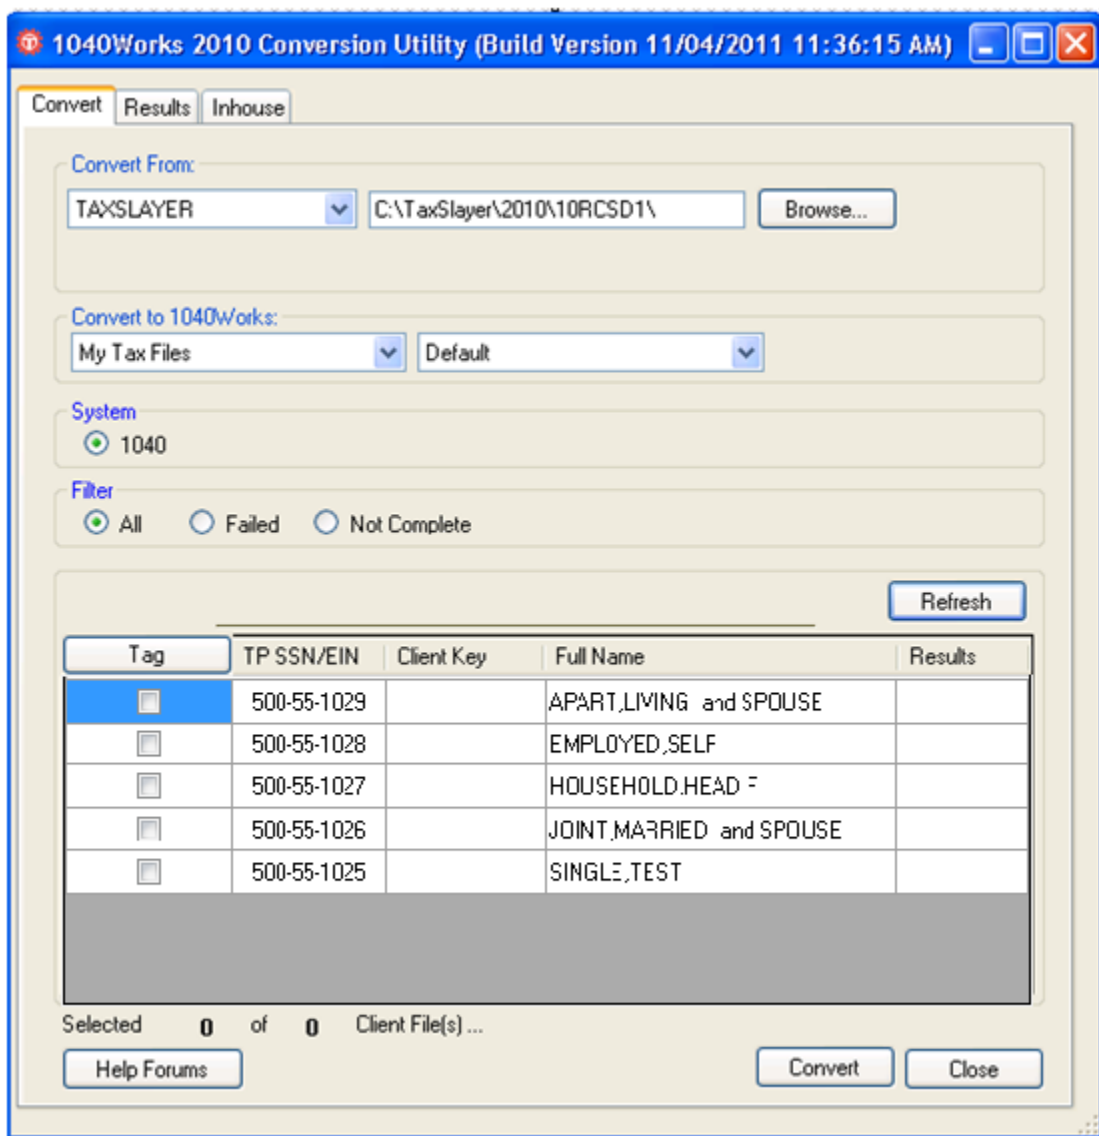 1040Works 2010 Conversion Utility (Build Version 11/04/2011 11:36:15 AM)
Convert Results Inhouse
Convert From:
TAXSLAYER C:\TaxSlayer\2010\10RCSD1\ Browse...
Convert to 1040Works:
My Tax Files Default
System
1040
Filter
All Failed Not Complete
Refresh
Tag TP SSN/EIN Client Key Full Name Results
500-55-1029 APART,LIVING and SPOUSE
500-55-1028 EMPLOYED,SELF
500-55-1027 HOUSEHOLD,HEAD F
500-55-1026 JOINT,MARRIED and SPOUSE
500-55-1025 SINGLE,TEST
Selected 0 of 0 Client File(s) ...
Help Forums Convert Close